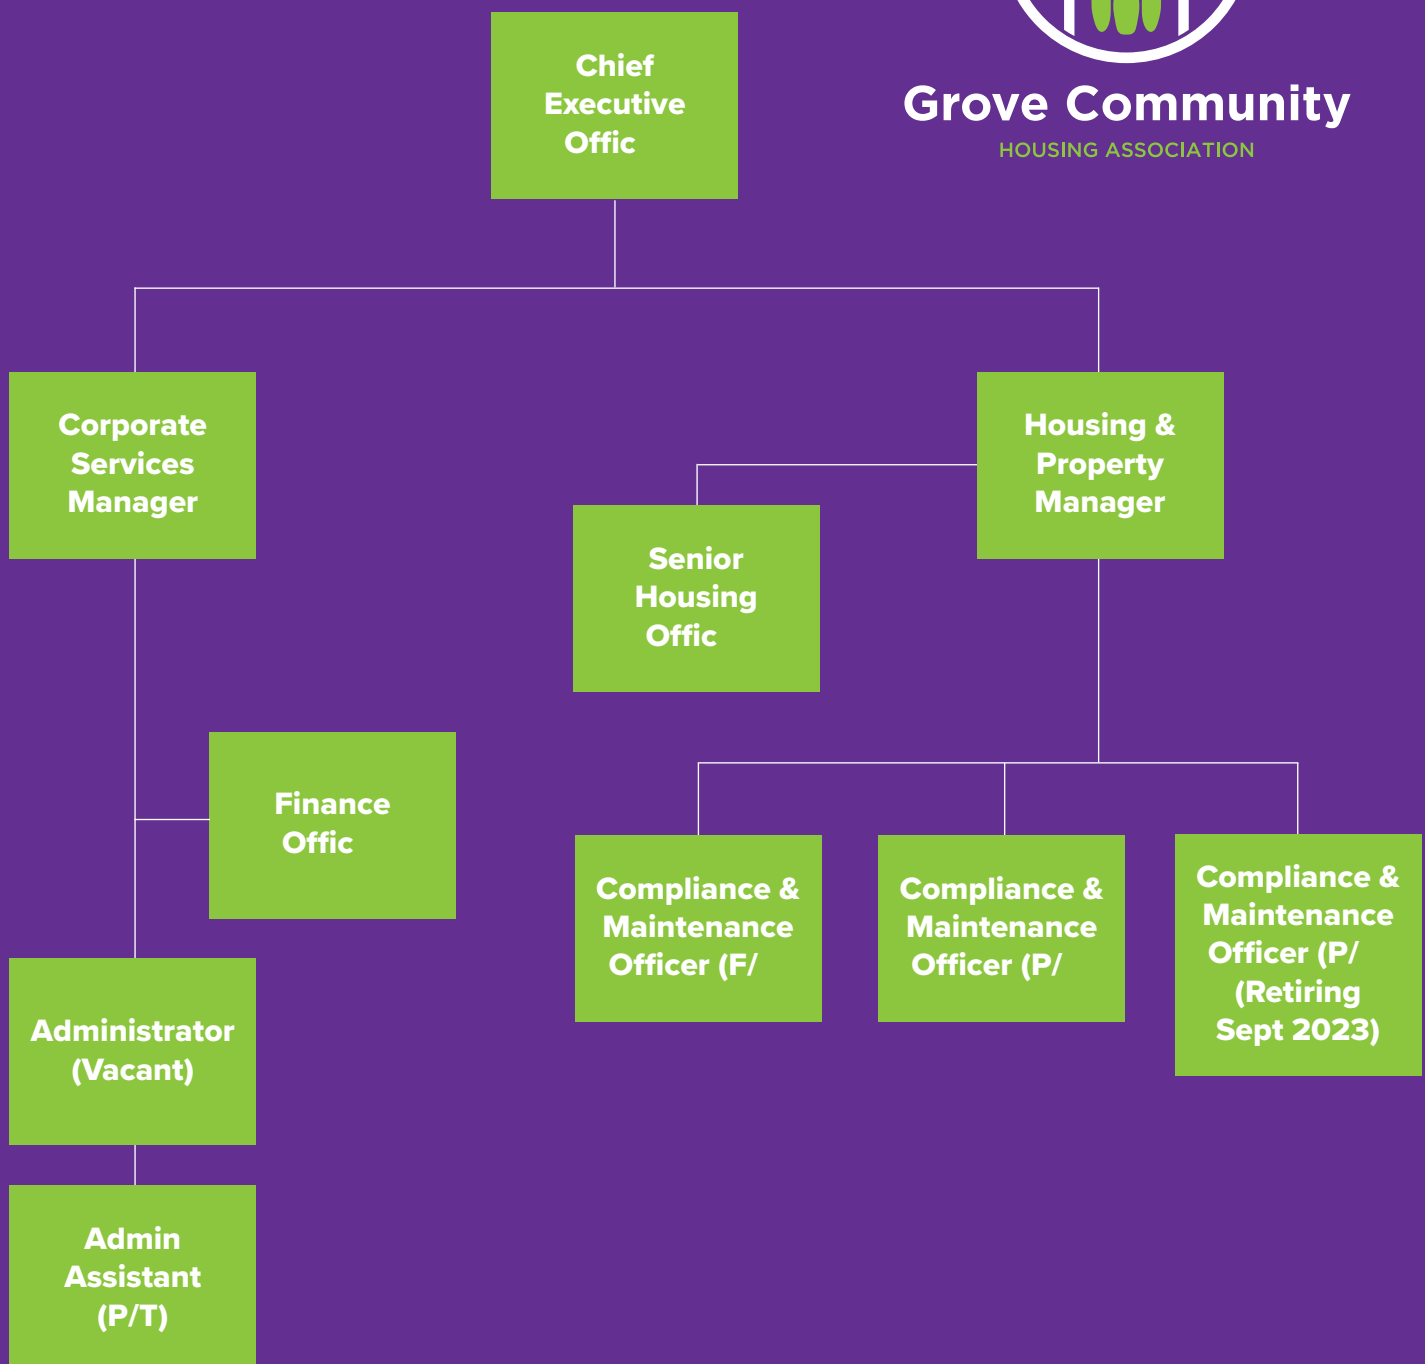 Chief
Executive
Offic
Grove Community
HOUSING ASSOCIATION
Corporate
Services
Manager
Housing &
Property
Manager
Senior
Housing
Offic
Finance
Offic
Compliance &
Maintenance
Officer (F/
Compliance &
Maintenance
Officer (P/
Compliance &
Maintenance
Officer (P/
(Retiring
Sept 2023)
Administrator
(Vacant)
Admin
Assistant
(P/T)